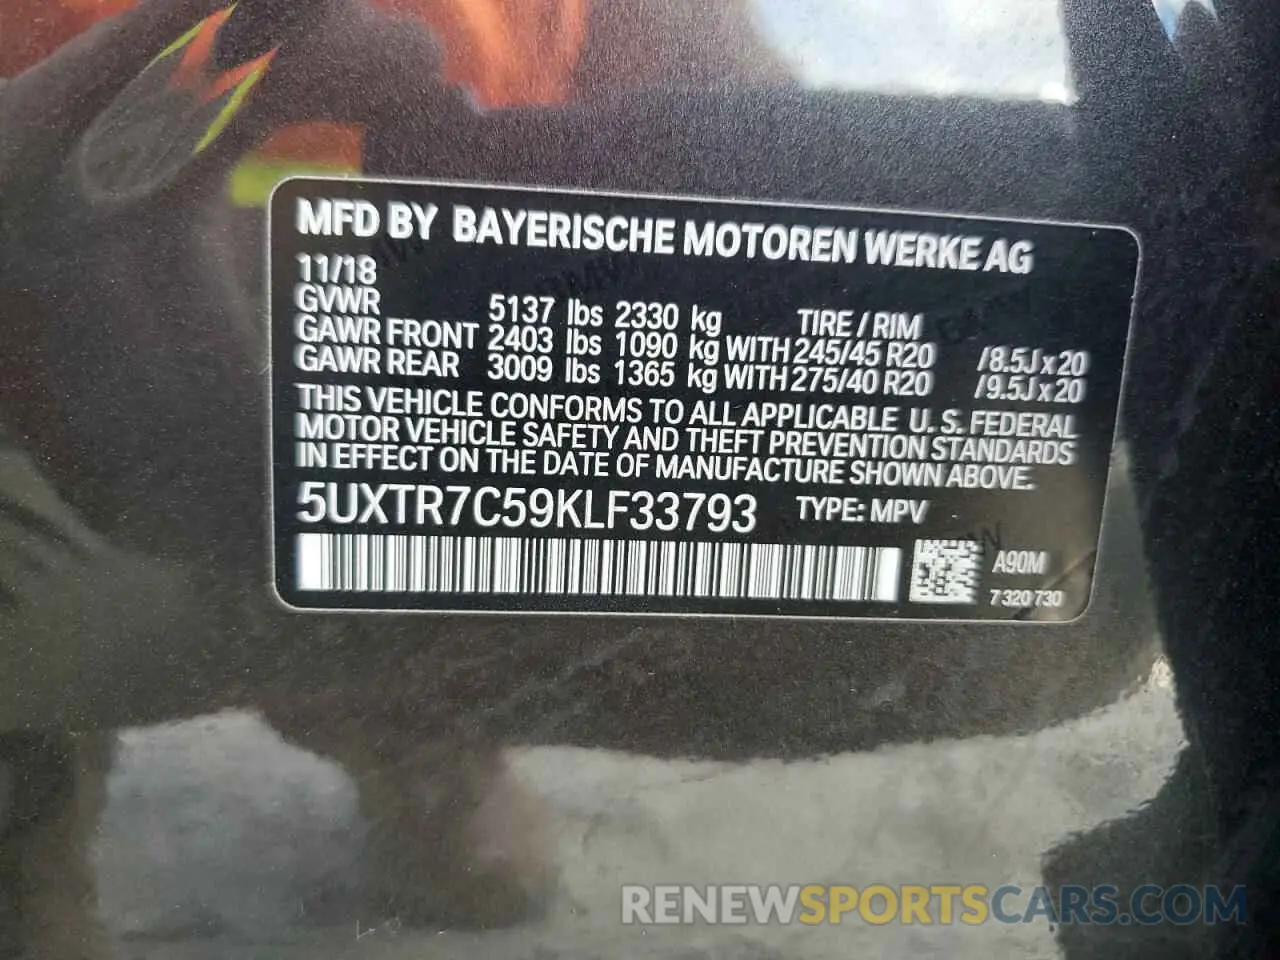 MFD BY BAYERISCHE MOTOREN WERKE AG
11/18
GVWR 5137 lbs 2330 kg TIRE / RIM
GAWR FRONT 2403 lbs 1090 kg WITH 245/45 R20 /8.5J x 20
GAWR REAR 3009 lbs 1365 kg WITH 275/40 R20 /9.5J x 20
THIS VEHICLE CONFORMS TO ALL APPLICABLE U. S. FEDERAL
MOTOR VEHICLE SAFETY AND THEFT PREVENTION STANDARDS
IN EFFECT ON THE DATE OF MANUFACTURE SHOWN ABOVE.
5UXTR7C59KLF33793 TYPE: MPV
A90M
7 320 730
RENEWSPORTSCARS.COM